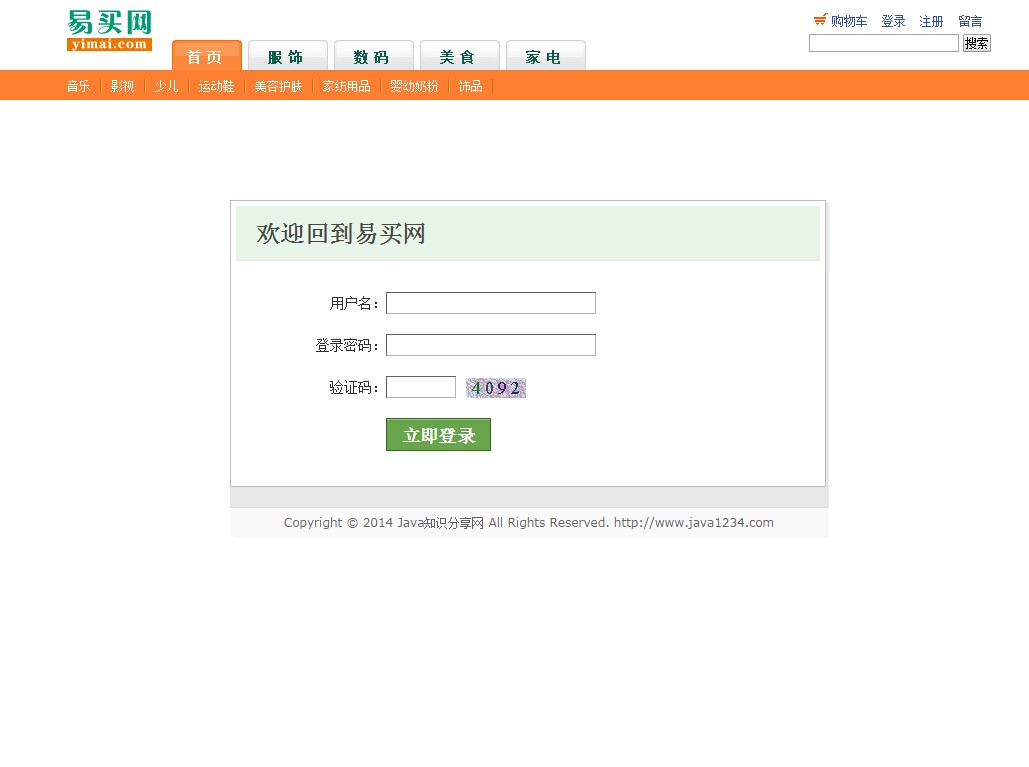 易买网
yimai.com
购物车 登录 注册 留言
搜索
首页 服饰 数码 美食 家电
音乐 影视 少儿 运动鞋 美容护肤 家纺用品 婴幼奶粉 饰品
欢迎回到易买网
用户名：
登录密码：
验证码： 4092
立即登录
Copyright © 2014 Java知识分享网 All Rights Reserved. http://www.java1234.com